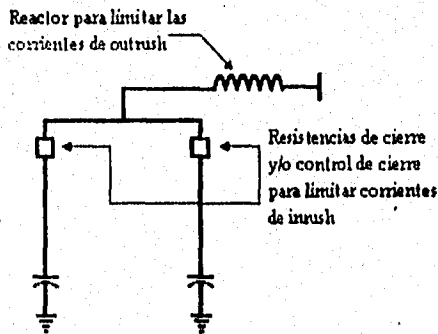 Reactor para limitar las
corrientes de outrush
Resistencias de cierre
y/o control de cierre
para limitar corrientes
de inrush